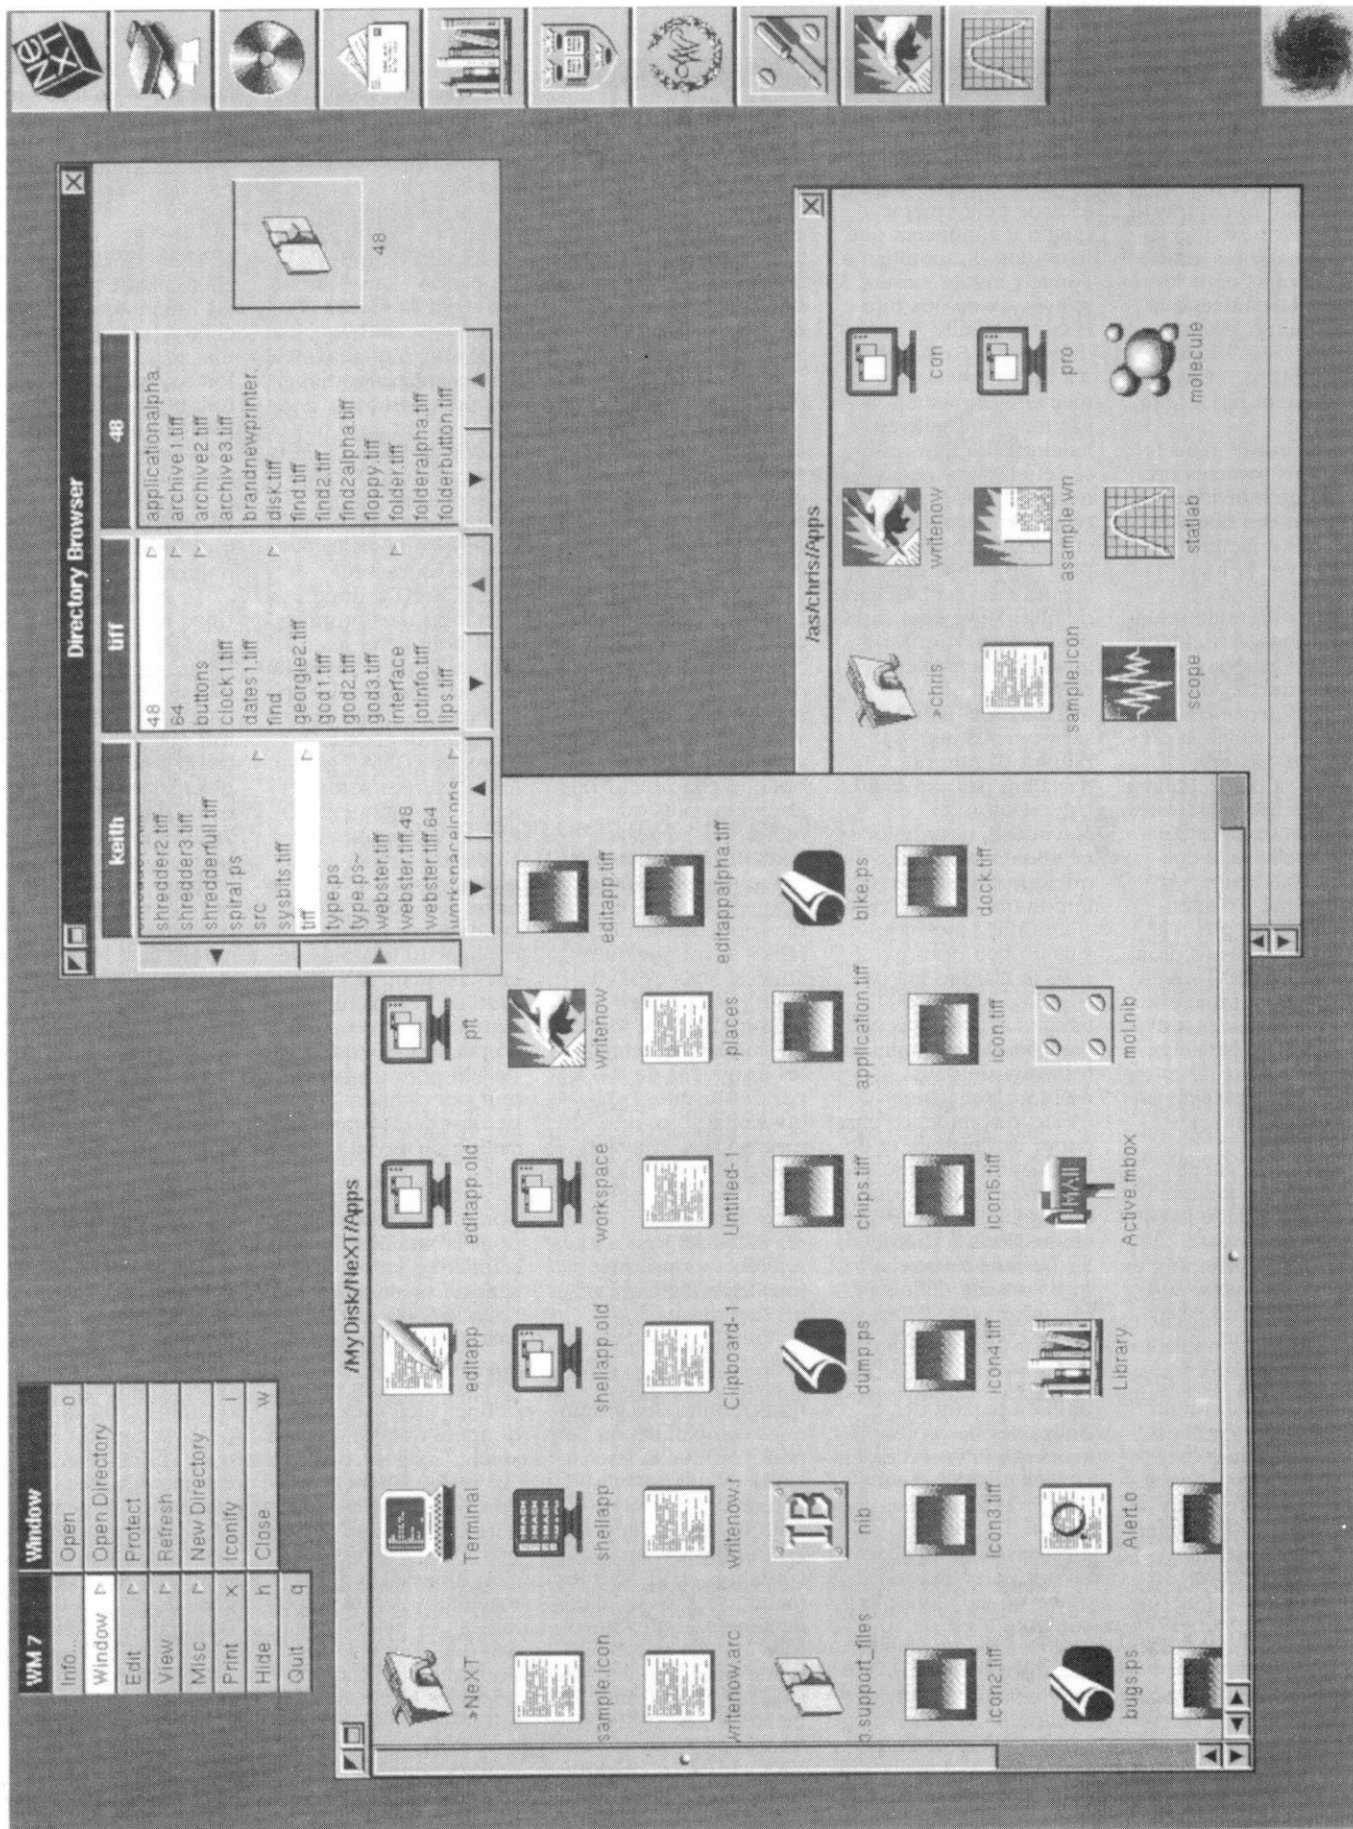 WM 7
Info...
Window
Edit
View
Misc
Print x
Hide h
Quit q
Window
Open o
Open Directory
Protect
Refresh
New Directory
Iconify i
Close w
Directory Browser
keith
shredder2.tiff
shredder3.tiff
shredderfull.tiff
spiral.ps
src
sysbits.tiff
tiff
type.ps
type.ps~
webster.tiff
webster.tiff.48
webster.tiff.64
workspaceicons
tiff
48
64
buttons
clock1.tiff
dates1.tiff
find
george2.tiff
god1.tiff
god2.tiff
god3.tiff
interface
jotinfo.tiff
lips.tiff
48
applicationalpha.
archive1.tiff
archive2.tiff
archive3.tiff
brandnewprinter.
disk.tiff
find.tiff
find2.tiff
find2alpha.tiff
floppy.tiff
folder.tiff
folderalpha.tiff
folderbutton.tiff
48
/MyDisk/NeXT/Apps
>NeXT Terminal editapp editapp.old pft
sample.icon shellapp shellapp.old workspace writenow editapp.tiff
writenow.arc writenow.r Clipboard-1 Untitled-1 places editappalpha.tiff
p.support_files nib dump.ps chips.tiff application.tiff bike.ps
icon2.tiff icon3.tiff icon4.tiff icon5.tiff icon.tiff dock.tiff
bugs.ps Alert.o Library Active.mbox mol.nib
IB
MAIL
/as/chris/Apps
>chris writenow con
sample.icon asample.wn pro
scope statlab molecule
NeXT